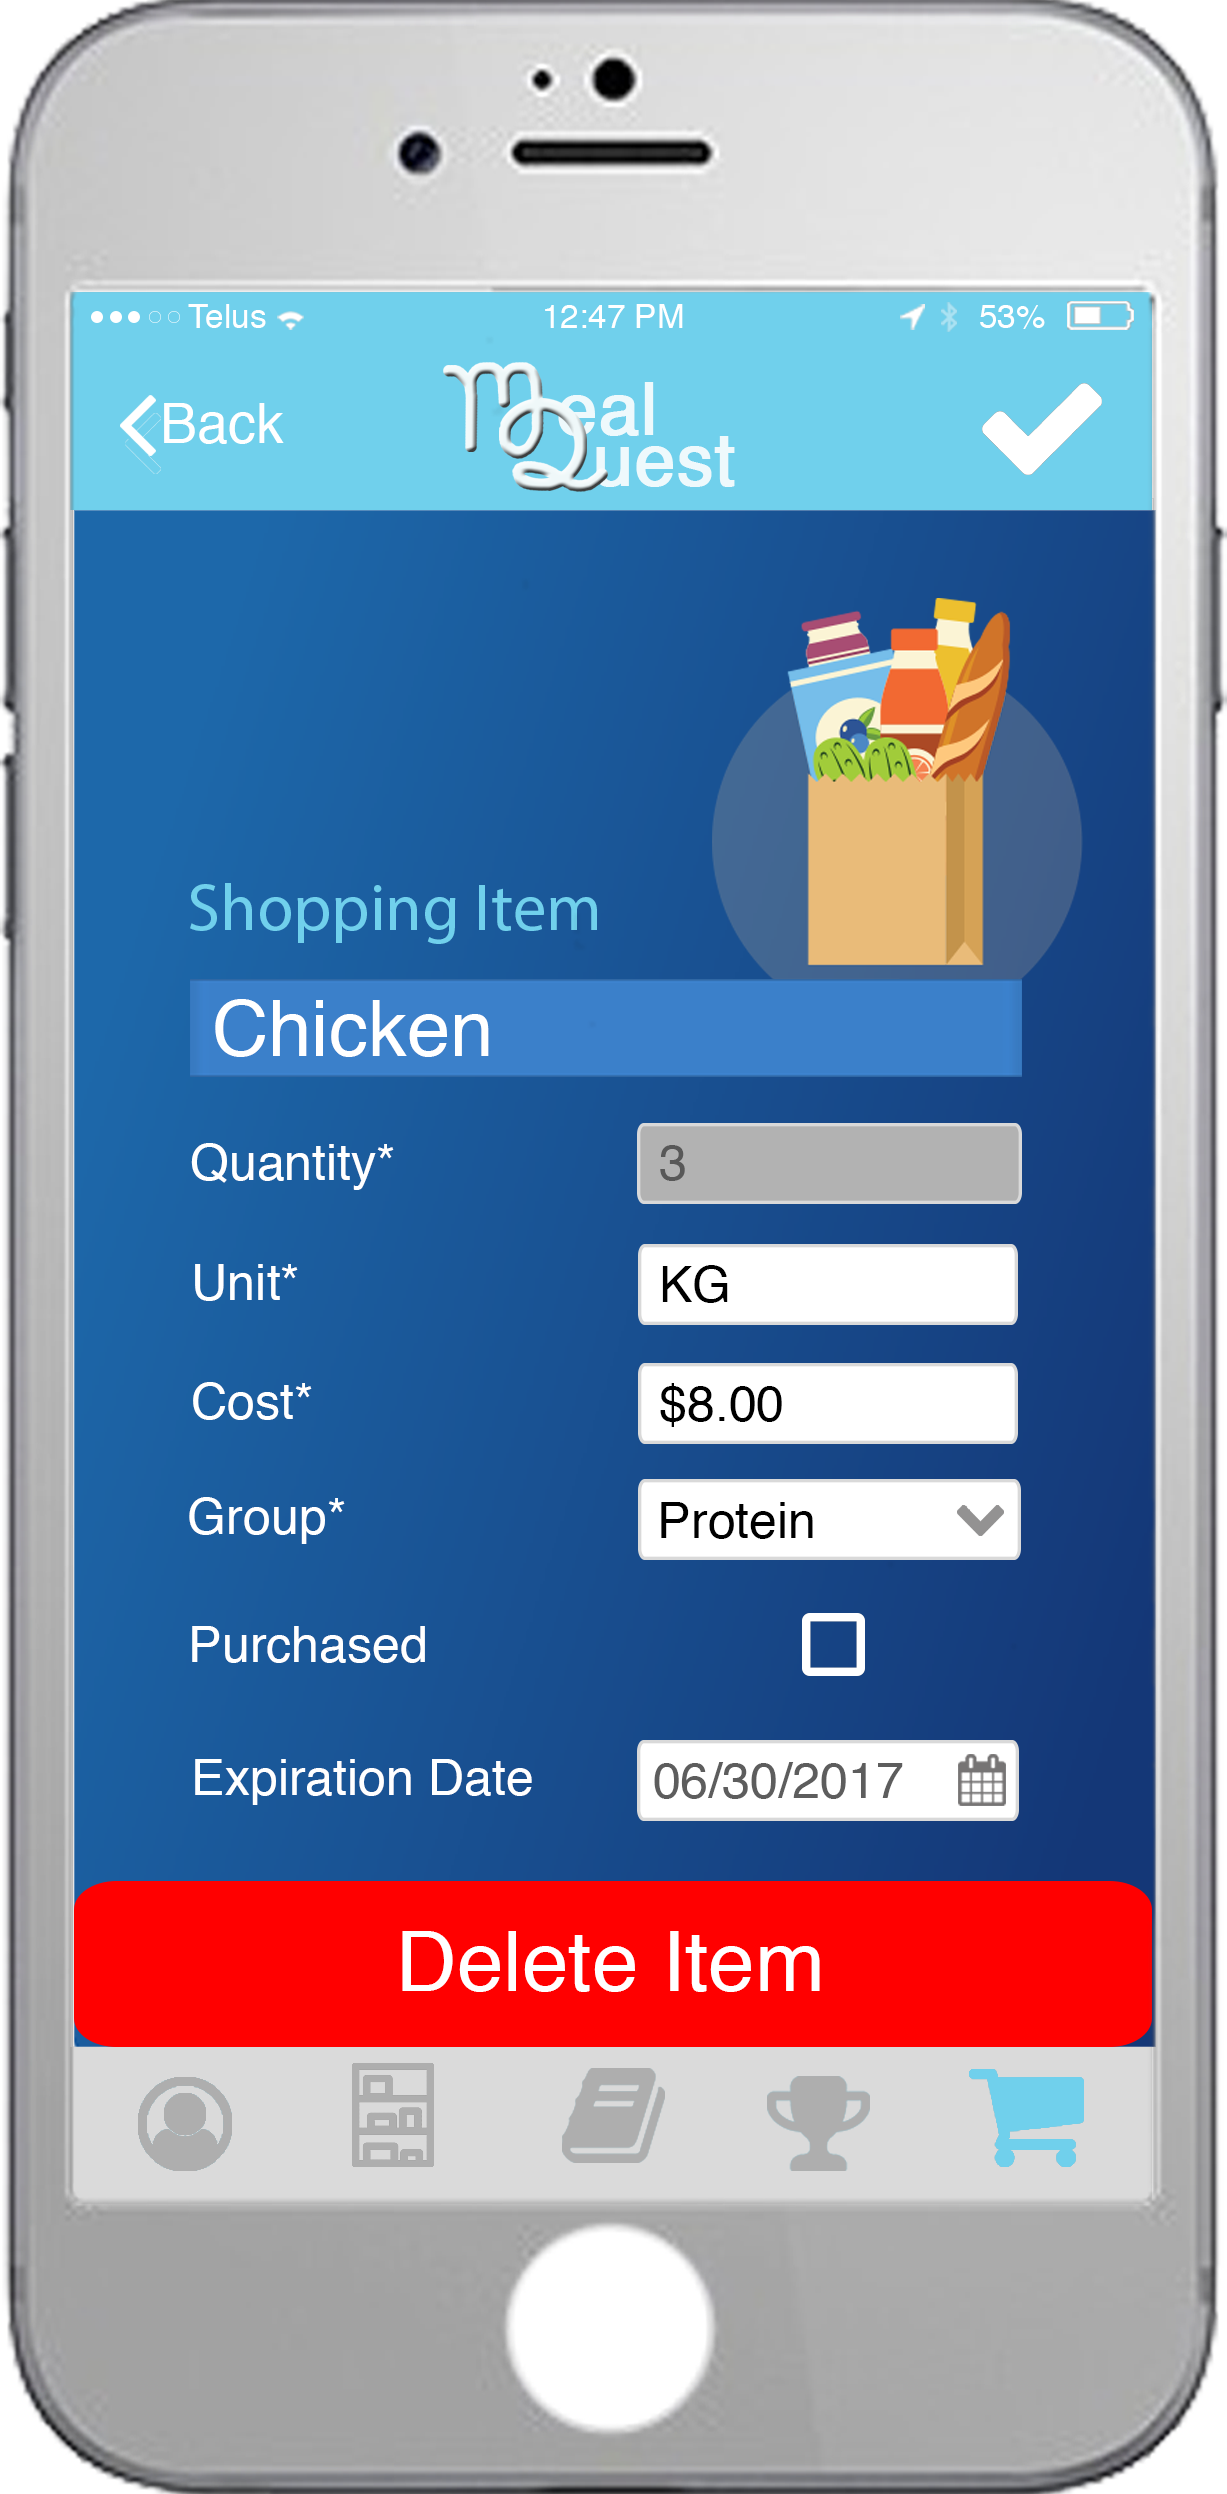 Telus 12:47 PM 53%
Back Meal
Quest
Shopping Item
Chicken
Quantity* 3
Unit* KG
Cost* $8.00
Group* Protein
Purchased
Expiration Date 06/30/2017
Delete Item